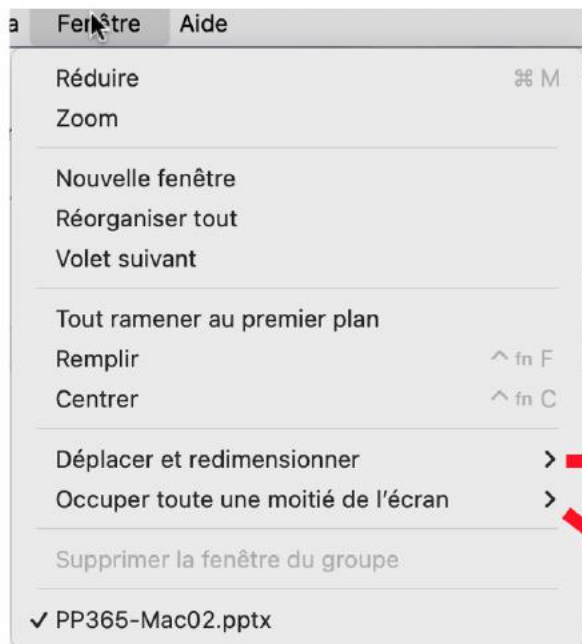 a Fenêtre Aide
Réduire ⌘ M
Zoom
Nouvelle fenêtre
Réorganiser tout
Volet suivant
Tout ramener au premier plan
Remplir ^ fn F
Centrer ^ fn C
Déplacer et redimensionner >
Occuper toute une moitié de l’écran >
Supprimer la fenêtre du groupe
✓ PP365-Mac02.pptx